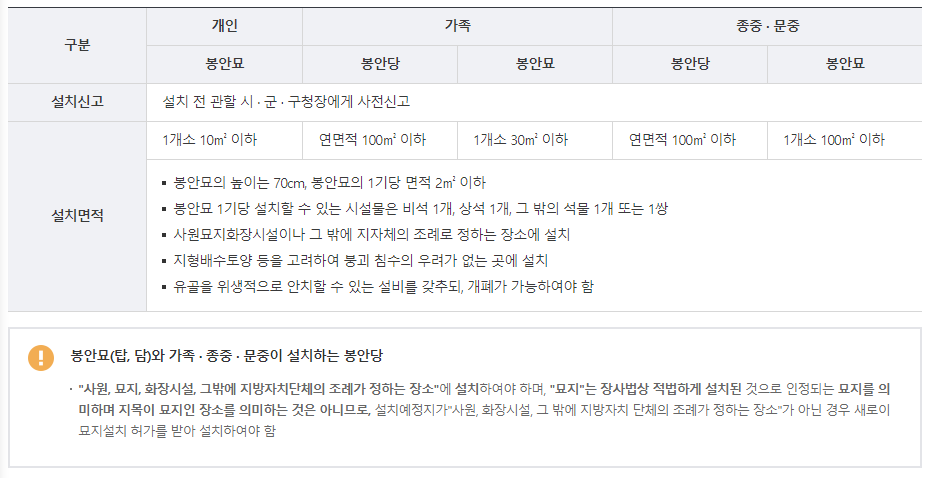 구분
개인
가족
종중 · 문중
봉안묘
봉안당
봉안묘
봉안당
봉안묘
설치신고
설치 전 관할 시 · 군 · 구청장에게 사전신고
설치면적
1개소 10㎡ 이하
연면적 100㎡ 이하
1개소 30㎡ 이하
연면적 100㎡ 이하
1개소 100㎡ 이하
▪ 봉안묘의 높이는 70cm, 봉안묘의 1기당 면적 2㎡ 이하
▪ 봉안묘 1기당 설치할 수 있는 시설물은 비석 1개, 상석 1개, 그 밖의 석물 1개 또는 1쌍
▪ 사원묘지화장시설이나 그 밖에 지자체의 조례로 정하는 장소에 설치
▪ 지형배수토양 등을 고려하여 붕괴 침수의 우려가 없는 곳에 설치
▪ 유골을 위생적으로 안치할 수 있는 설비를 갖추되, 개폐가 가능하여야 함
봉안묘(탑, 담)와 가족 · 종중 · 문중이 설치하는 봉안당
· "사원, 묘지, 화장시설, 그밖에 지방자치단체의 조례가 정하는 장소"에 설치하여야 하며, "묘지"는 장사법상 적법하게 설치된 것으로 인정되는 묘지를 의
미하며 지목이 묘지인 장소를 의미하는 것은 아니므로, 설치예정지가"사원, 화장시설, 그 밖에 지방자치 단체의 조례가 정하는 장소"가 아닌 경우 새로이
묘지설치 허가를 받아 설치하여야 함